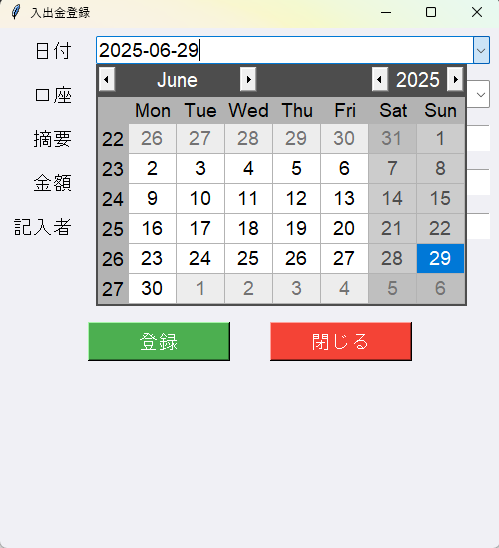 入出金登録
日付 2025-06-29
June 2025
Mon Tue Wed Thu Fri Sat Sun
口座
22 26 27 28 29 30 31 1
摘要
23 2 3 4 5 6 7 8
金額
24 9 10 11 12 13 14 15
記入者
25 16 17 18 19 20 21 22
26 23 24 25 26 27 28 29
27 30 1 2 3 4 5 6
登録 閉じる